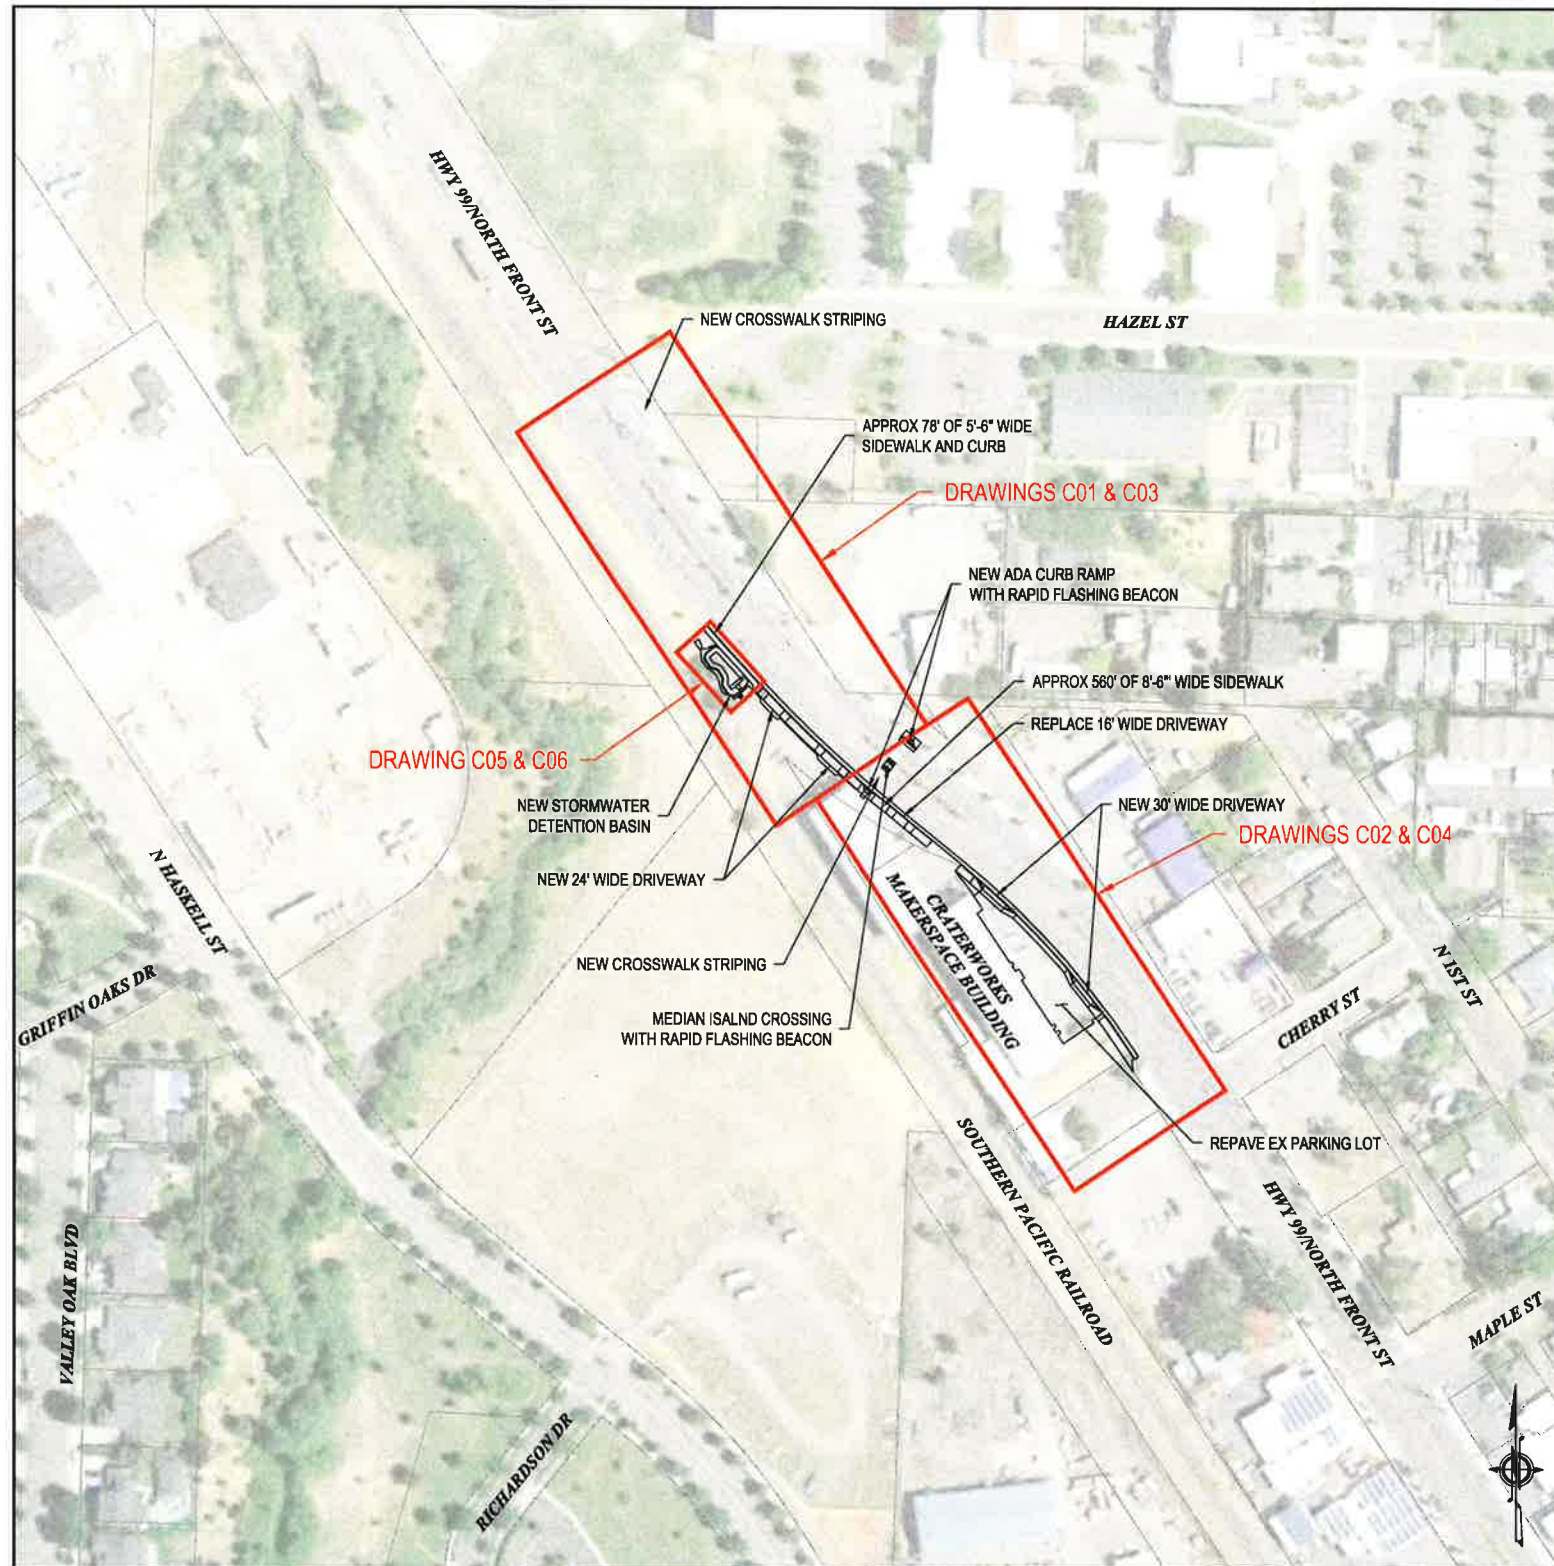 HWY 99/NORTH FRONT ST
NEW CROSSWALK STRIPING
HAZEL ST
APPROX 78' OF 5'-6" WIDE
SIDEWALK AND CURB
DRAWINGS C01 & C03
NEW ADA CURB RAMP
WITH RAPID FLASHING BEACON
APPROX 560' OF 8'-6"' WIDE SIDEWALK
REPLACE 16' WIDE DRIVEWAY
DRAWING C05 & C06
NEW STORMWATER
DETENTION BASIN
NEW 30' WIDE DRIVEWAY
DRAWINGS C02 & C04
NEW 24' WIDE DRIVEWAY
N HASKELL ST
CRATERWORKS
MAKERSPACE BUILDING
NEW CROSSWALK STRIPING
N 1ST ST
GRIFFIN OAKS DR
CHERRY ST
MEDIAN ISALND CROSSING
WITH RAPID FLASHING BEACON
REPAVE EX PARKING LOT
SOUTHERN PACIFIC RAILROAD
HWY 99/NORTH FRONT ST
VALLEY OAK BLVD
MAPLE ST
RICHARDSON DR